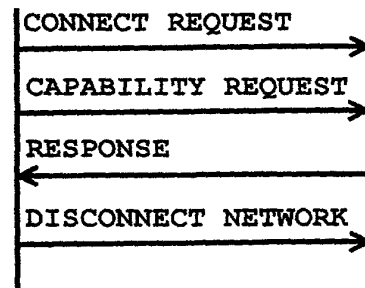 CONNECT REQUEST
CAPABILITY REQUEST
RESPONSE
DISCONNECT NETWORK